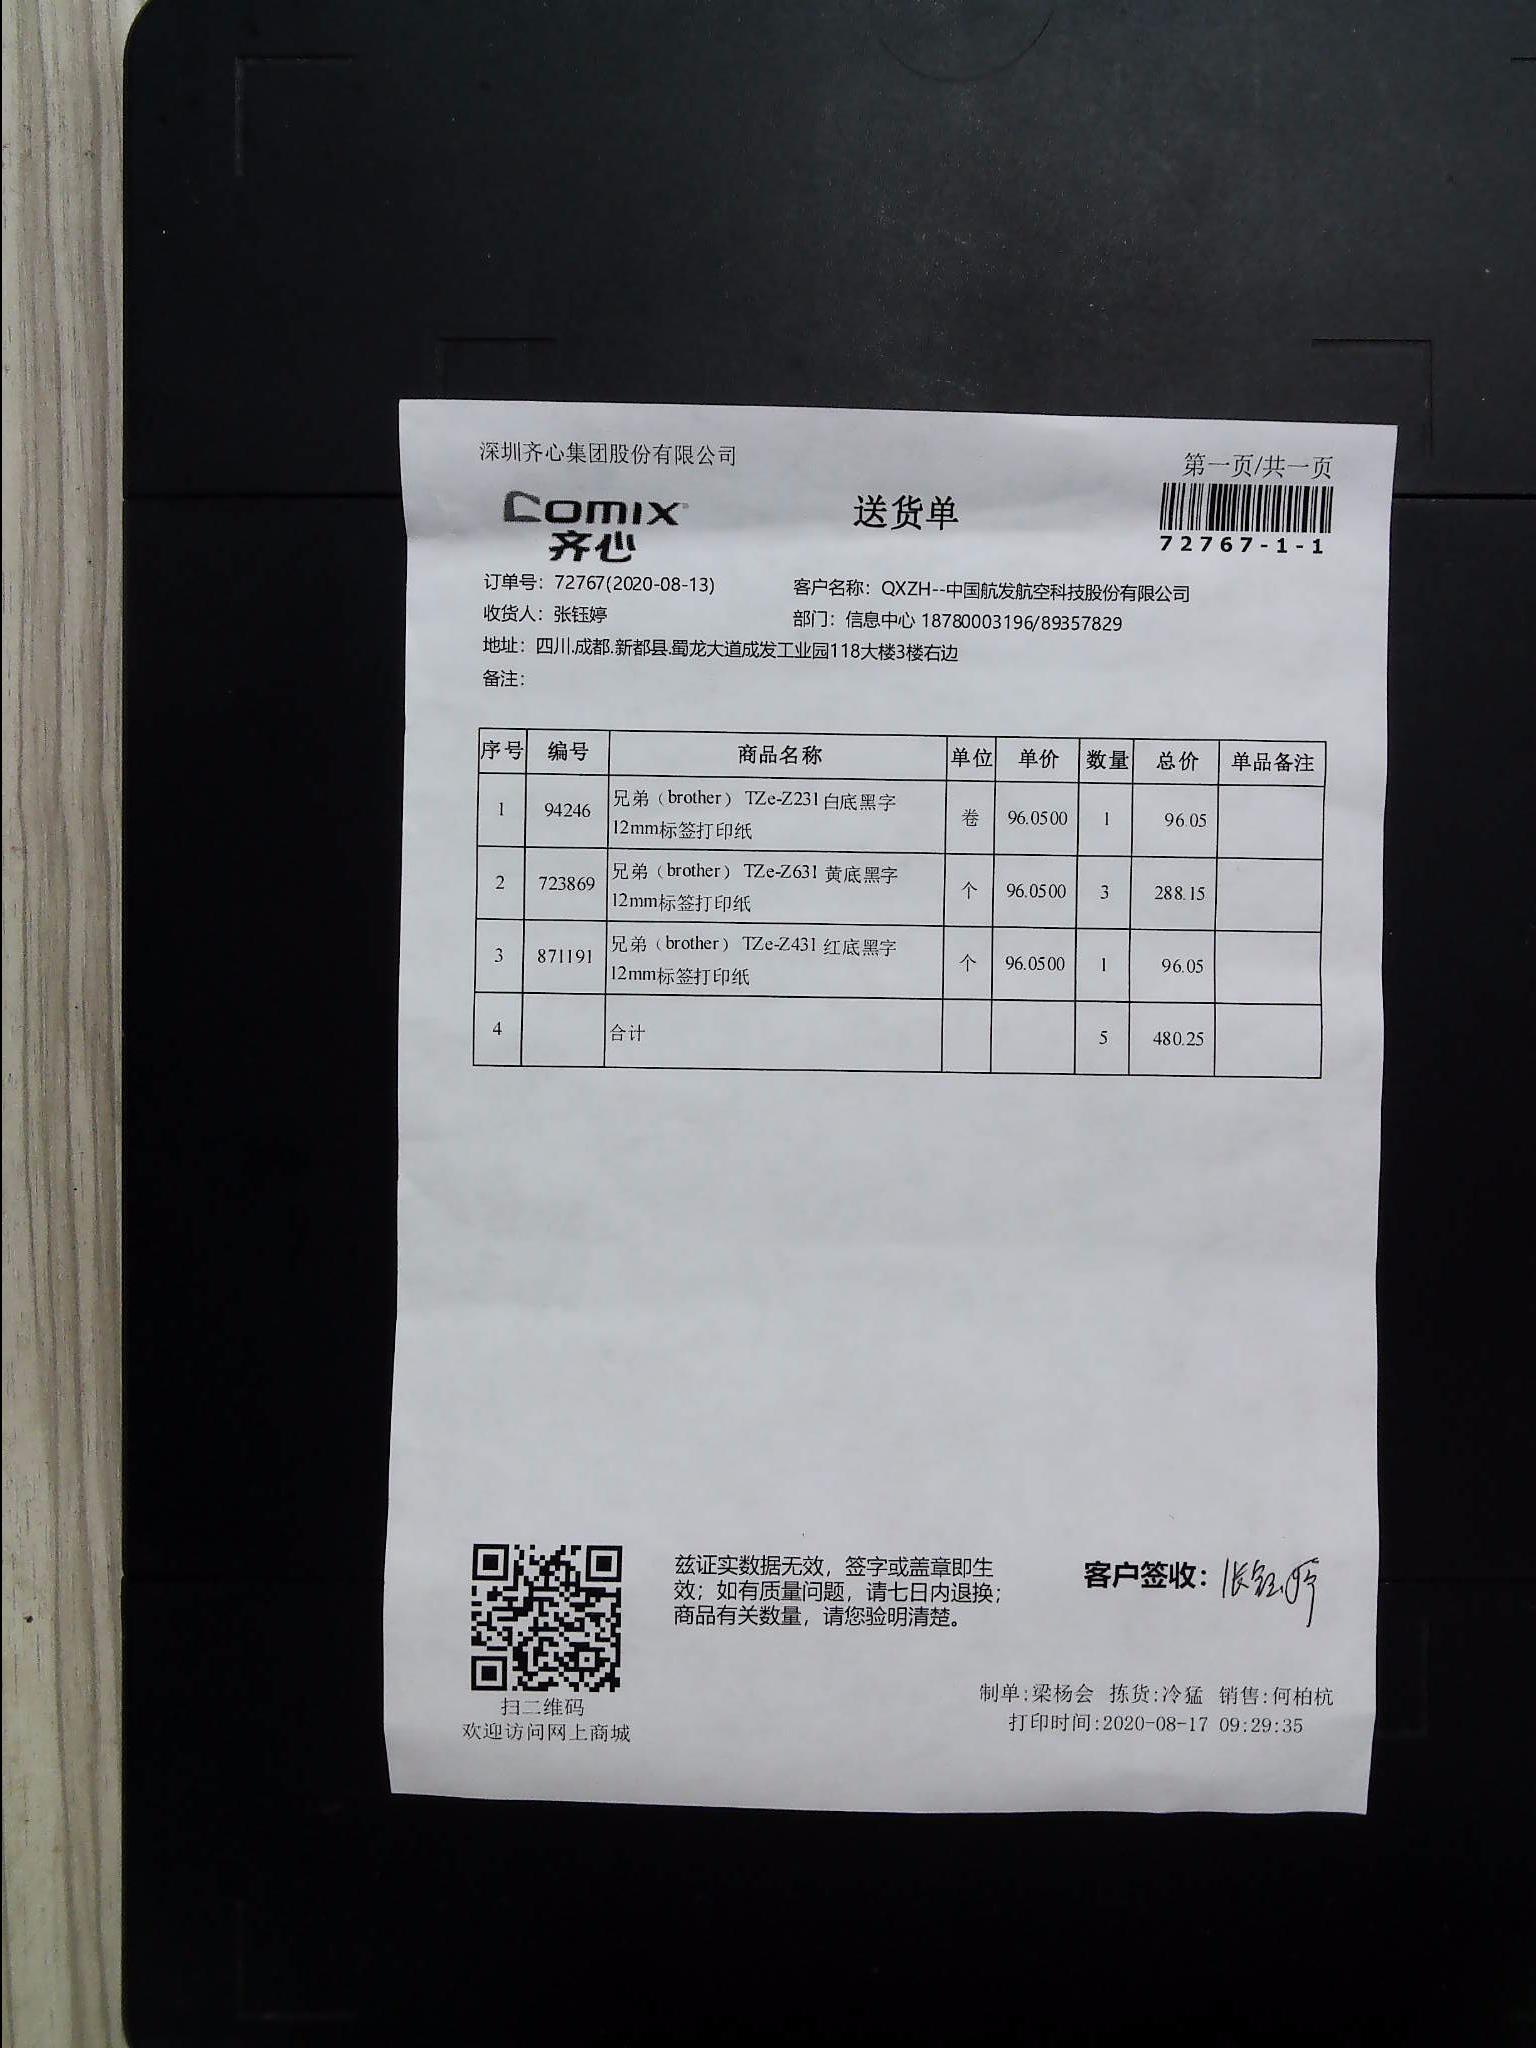 深圳齐心集团股份有限公司
第一页/共一页
COMIX
齐心
送货单
72767-1-1
订单号：72767(2020-08-13) 客户名称：QXZH--中国航发航空科技股份有限公司
收货人：张钰婷 部门：信息中心 18780003196/89357829
地址：四川.成都.新都县.蜀龙大道成发工业园118大楼3楼右边
备注：
序号 编号 商品名称 单位 单价 数量 总价 单品备注
1 94246 兄弟（brother） TZe-Z231 白底黑字 卷 96.0500 1 96.05
12mm标签打印纸
2 723869 兄弟（brother） TZe-Z631 黄底黑字 个 96.0500 3 288.15
12mm标签打印纸
3 871191 兄弟（brother） TZe-Z431 红底黑字 个 96.0500 1 96.05
12mm标签打印纸
4 合计 5 480.25
兹证实数据无效，签字或盖章即生
效；如有质量问题，请七日内退换；
商品有关数量，请您验明清楚。
客户签收：张钰婷
扫二维码
欢迎访问网上商城
制单:梁杨会 拣货:冷猛 销售:何柏杭
打印时间:2020-08-17 09:29:35